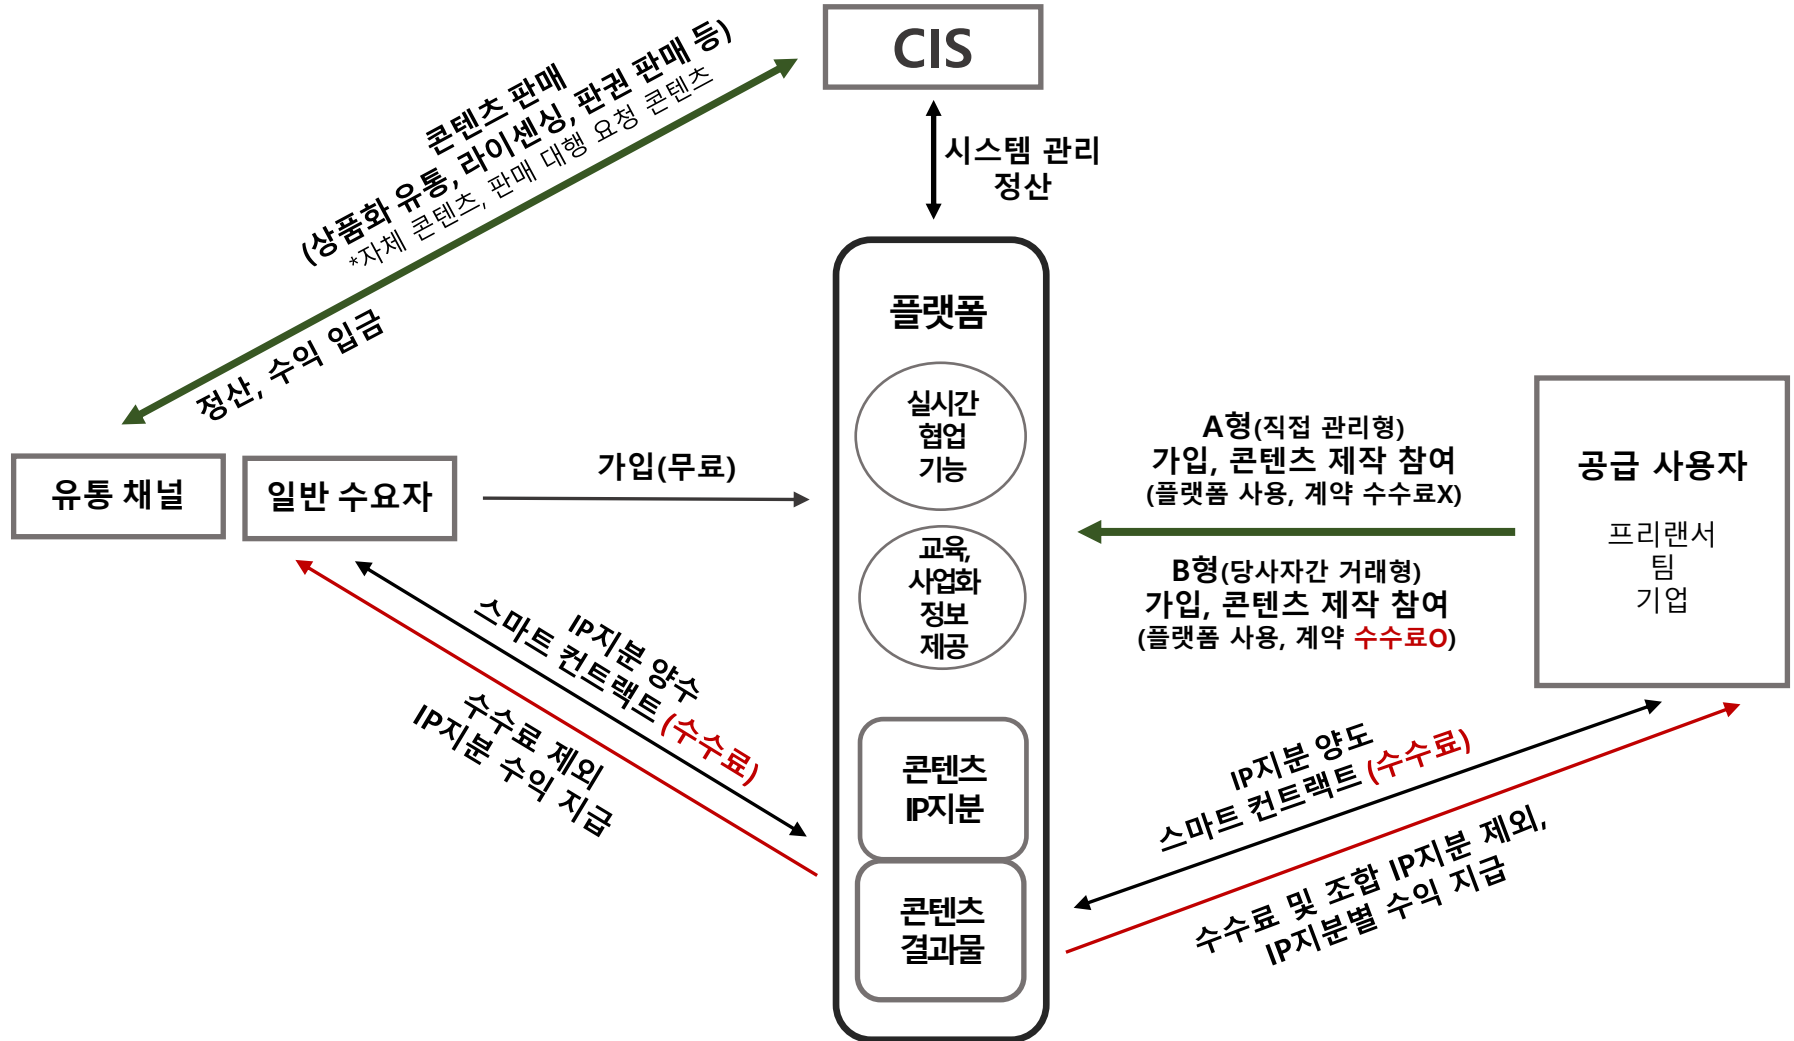 CIS
콘텐츠 판매
(상품화 유통, 라이센싱, 판권 판매 등)
*자체 콘텐츠, 판매 대행 요청 콘텐츠
정산, 수익 입금
시스템 관리
정산
플랫폼
실시간
협업
기능
교육,
사업화
정보
제공
콘텐츠
IP지분
콘텐츠
결과물
유통 채널
일반 수요자
가입(무료)
IP지분 양수
스마트 컨트랙트 (수수료)
수수료 제외
IP지분 수익 지급
A형(직접 관리형)
가입, 콘텐츠 제작 참여
(플랫폼 사용, 계약 수수료X)
B형(당사자간 거래형)
가입, 콘텐츠 제작 참여
(플랫폼 사용, 계약 수수료O)
공급 사용자
프리랜서
팀
기업
IP지분 양도
스마트 컨트랙트 (수수료)
수수료 및 조합 IP지분 제외,
IP지분별 수익 지급